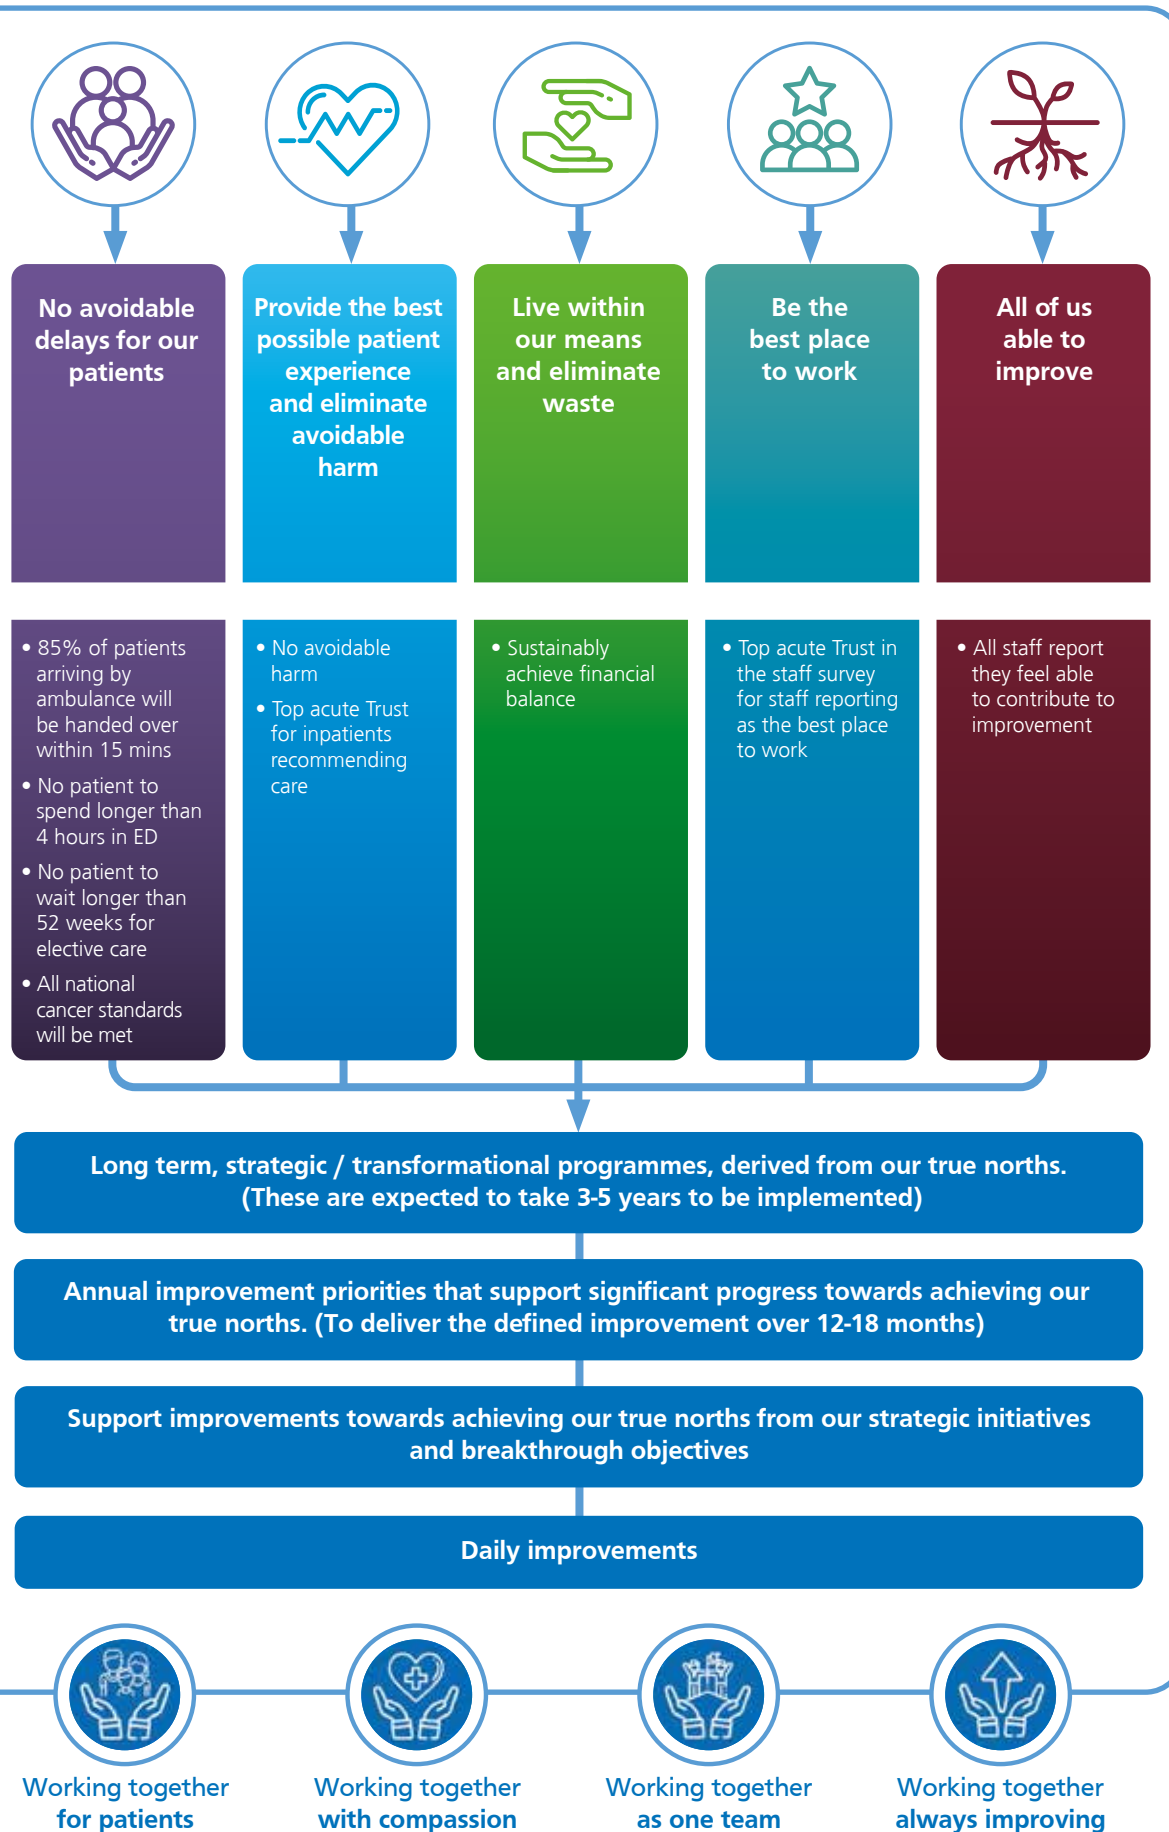 No avoidable
delays for our
patients
Provide the best
possible patient
experience
and eliminate
avoidable
harm
Live within
our means
and eliminate
waste
Be the
best place
to work
All of us
able to
improve
• 85% of patients
arriving by
ambulance will
be handed over
within 15 mins
• No patient to
spend longer than
4 hours in ED
• No patient to
wait longer than
52 weeks for
elective care
• All national
cancer standards
will be met
• No avoidable
harm
• Top acute Trust
for inpatients
recommending
care
• Sustainably
achieve financial
balance
• Top acute Trust in
the staff survey
for staff reporting
as the best place
to work
• All staff report
they feel able
to contribute to
improvement
Long term, strategic / transformational programmes, derived from our true norths.
(These are expected to take 3-5 years to be implemented)
Annual improvement priorities that support significant progress towards achieving our
true norths. (To deliver the defined improvement over 12-18 months)
Support improvements towards achieving our true norths from our strategic initiatives
and breakthrough objectives
Daily improvements
Working together
for patients
Working together
with compassion
Working together
as one team
Working together
always improving